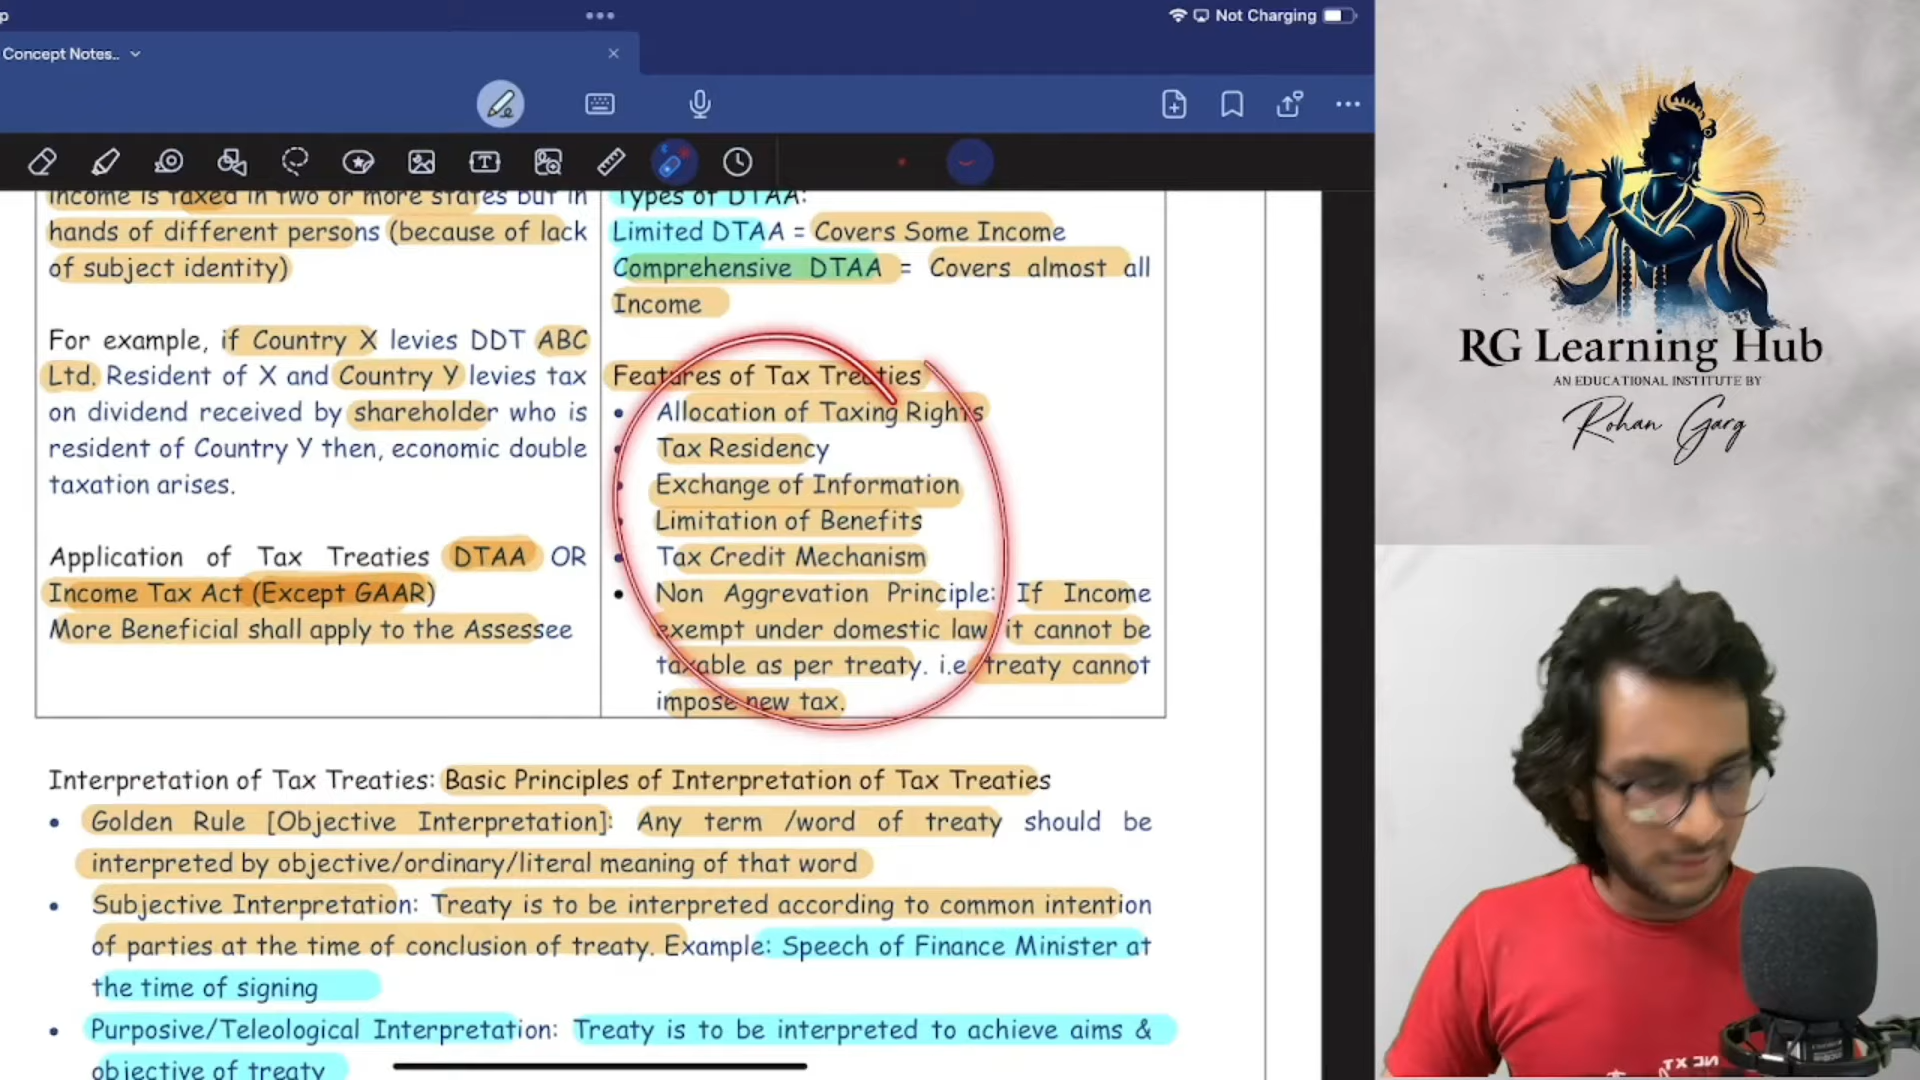 p
Not Charging
Concept Notes..
income is taxed in two or more states but in
hands of different persons (because of lack
of subject identity)
For example, if Country X levies DDT ABC
Ltd. Resident of X and Country Y levies tax
on dividend received by shareholder who is
resident of Country Y then, economic double
taxation arises.
Application of Tax Treaties DTAA OR
Income Tax Act (Except GAAR)
More Beneficial shall apply to the Assessee
Types of DTAA:
Limited DTAA = Covers Some Income
Comprehensive DTAA = Covers almost all
Income
Features of Tax Treaties
• Allocation of Taxing Rights
• Tax Residency
• Exchange of Information
• Limitation of Benefits
• Tax Credit Mechanism
• Non Aggrevation Principle: If Income
exempt under domestic law it cannot be
taxable as per treaty. i.e. treaty cannot
impose new tax.
Interpretation of Tax Treaties: Basic Principles of Interpretation of Tax Treaties
• Golden Rule [Objective Interpretation]: Any term /word of treaty should be
interpreted by objective/ordinary/literal meaning of that word
• Subjective Interpretation: Treaty is to be interpreted according to common intention
of parties at the time of conclusion of treaty. Example: Speech of Finance Minister at
the time of signing
• Purposive/Teleological Interpretation: Treaty is to be interpreted to achieve aims &
objective of treaty
RG Learning Hub
AN EDUCATIONAL INSTITUTE BY
Rohan Garg